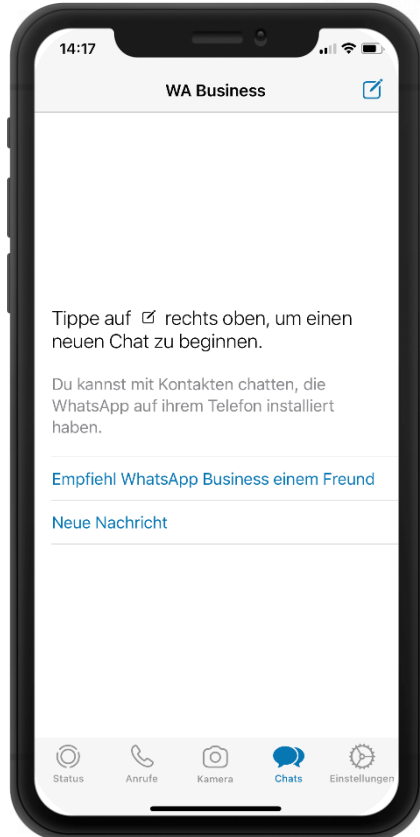 14:17
WA Business
Tippe auf rechts oben, um einen
neuen Chat zu beginnen.
Du kannst mit Kontakten chatten, die
WhatsApp auf ihrem Telefon installiert
haben.
Empfiehl WhatsApp Business einem Freund
Neue Nachricht
Status Anrufe Kamera Chats Einstellungen